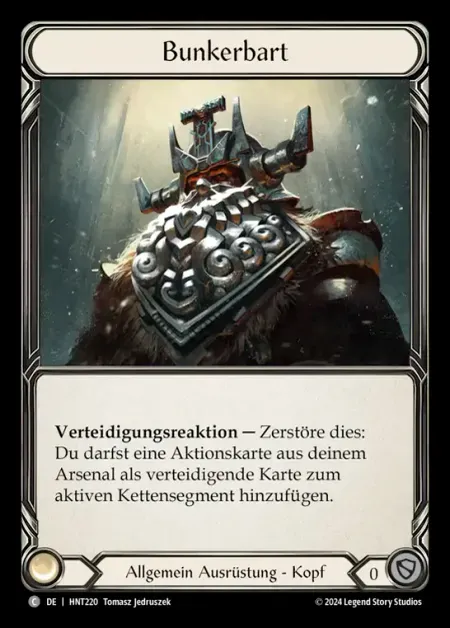 Bunkerbart
Verteidigungsreaktion — Zerstöre dies:
Du darfst eine Aktionskarte aus deinem
Arsenal als verteidigende Karte zum
aktiven Kettensegment hinzufügen.
Allgemein Ausrüstung - Kopf
0
C DE | HNT220 Tomasz Jedruszek
© 2024 Legend Story Studios